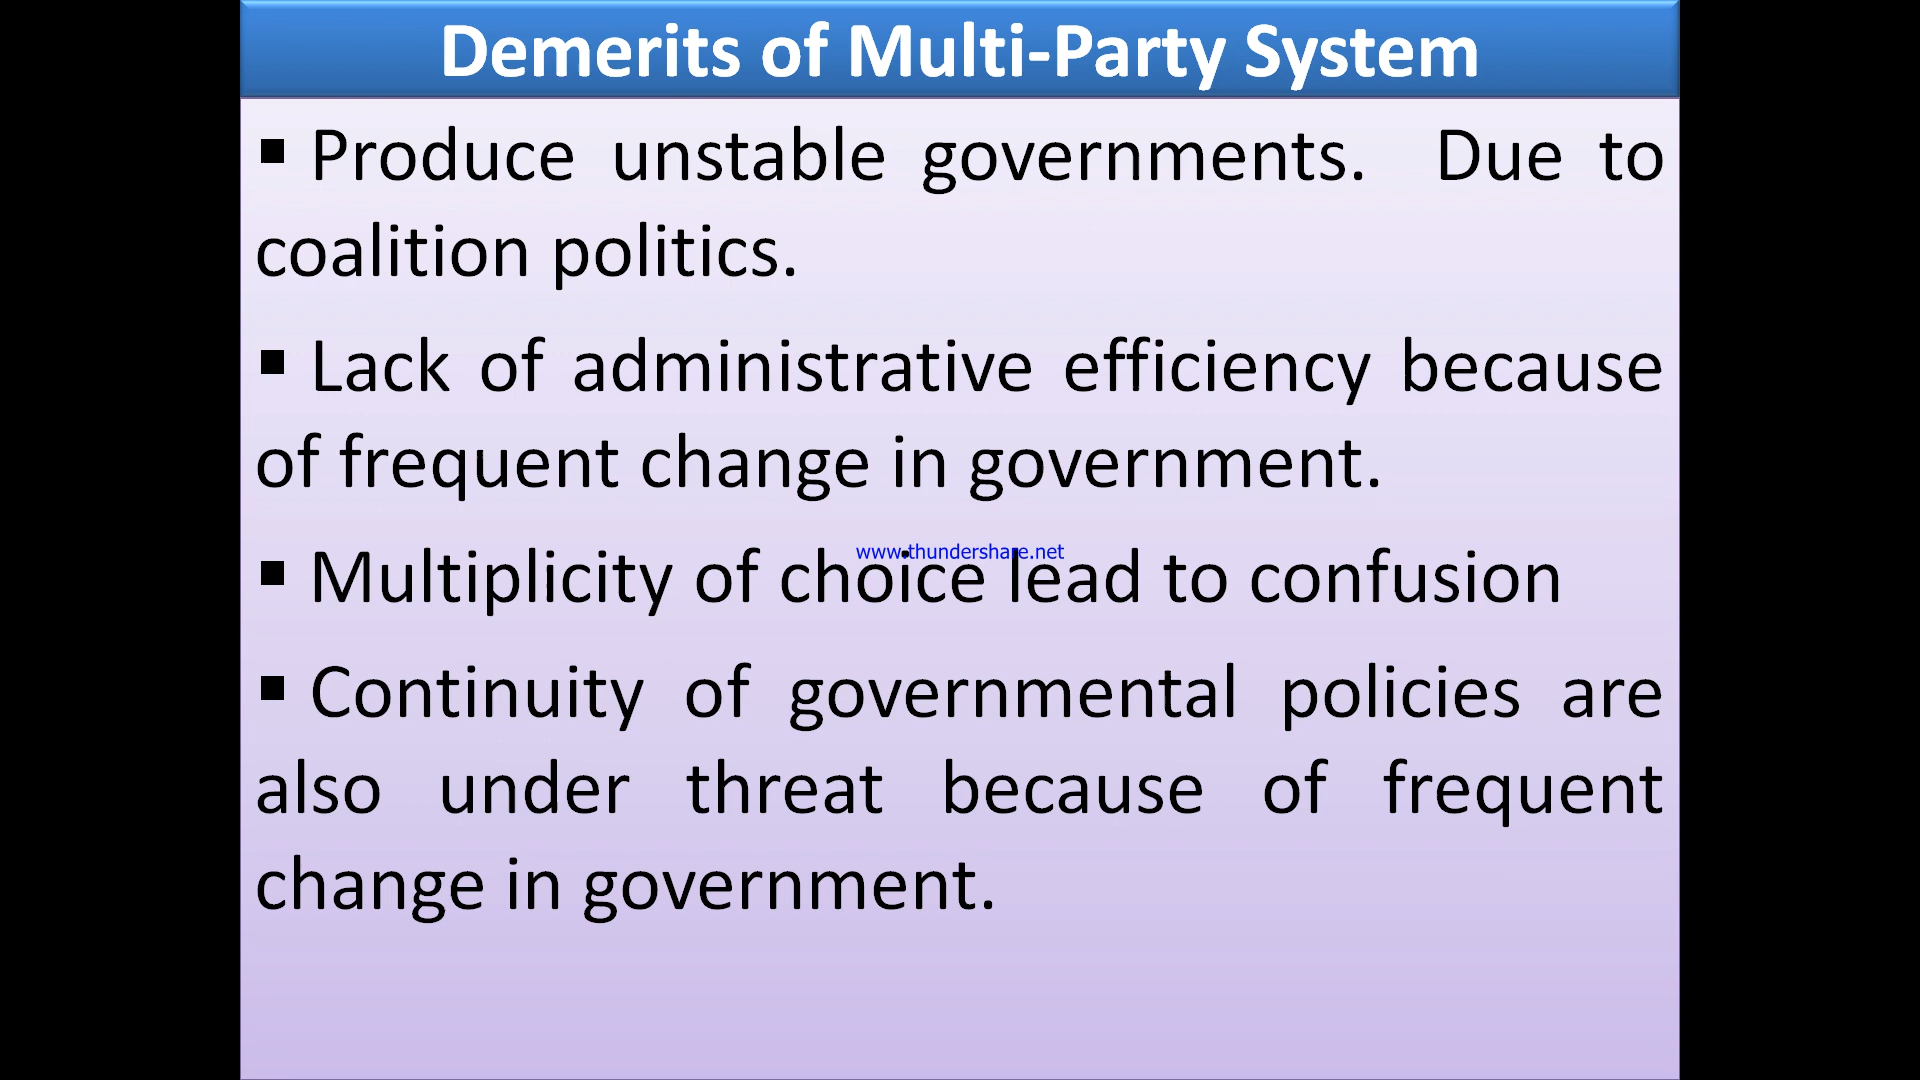 Demerits of Multi-Party System
▪ Produce unstable governments. Due to
coalition politics.
▪ Lack of administrative efficiency because
of frequent change in government.
www.thundershare.net
▪ Multiplicity of choice lead to confusion
▪ Continuity of governmental policies are
also under threat because of frequent
change in government.